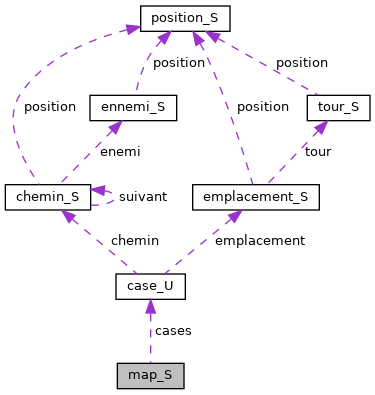 position_S
position
position
position
position
ennemi_S
tour_S
enemi
tour
chemin_S
suivant
emplacement_S
chemin
emplacement
case_U
cases
map_S